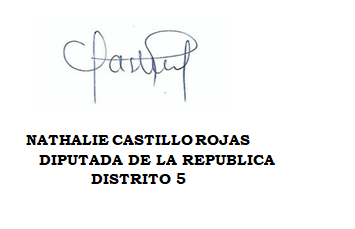 NATHALIE CASTILLO ROJAS
DIPUTADA DE LA REPUBLICA
DISTRITO 5